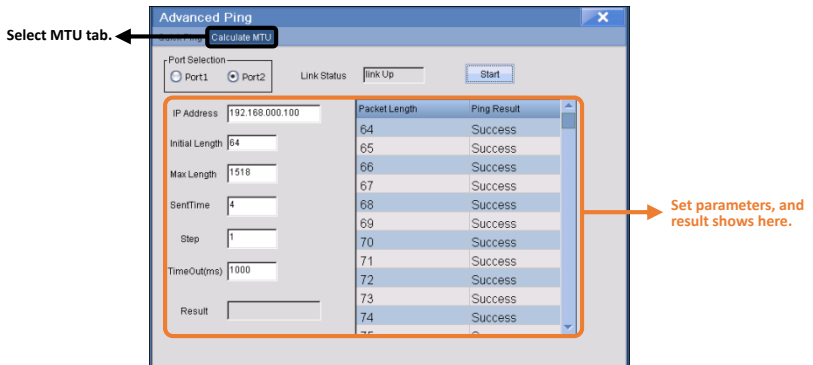 Advanced Ping
X
Select MTU tab.
Calculate MTU
Port Selection
Port1 Port2 Link Status link Up Start
IP Address 192.168.000.100
Initial Length 64
Max Length 1518
SentTime 4
Step 1
TimeOut(ms) 1000
Result
Packet Length Ping Result
64 Success
65 Success
66 Success
67 Success
68 Success
69 Success
70 Success
71 Success
72 Success
73 Success
74 Success
Set parameters, and
result shows here.